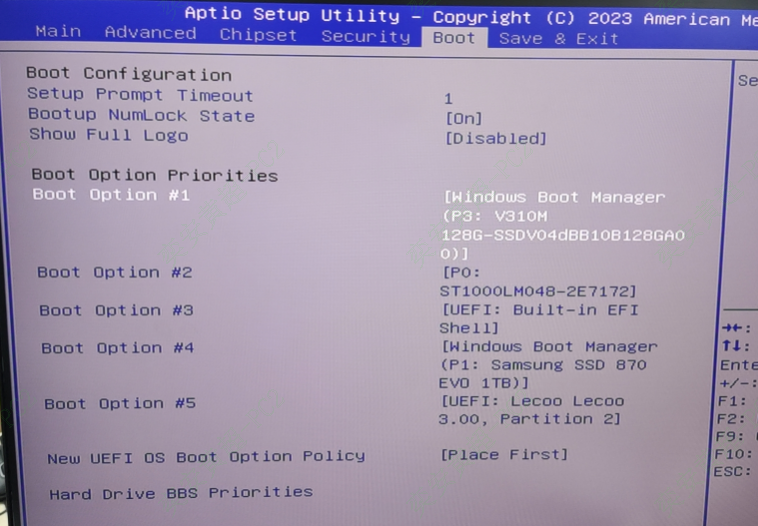 Aptio Setup Utility – Copyright (C) 2023 American Me
Main Advanced Chipset Security Boot Save & Exit
Boot Configuration
Setup Prompt Timeout 1
Bootup NumLock State [On]
Show Full Logo [Disabled]
Boot Option Priorities
Boot Option #1 [Windows Boot Manager
(P3: V310M
128G-SSDV04dBB10B128GA0
0)]
Boot Option #2 [P0:
ST1000LM048-2E7172]
Boot Option #3 [UEFI: Built-in EFI
Shell]
Boot Option #4 [Windows Boot Manager
(P1: Samsung SSD 870
EVO 1TB)]
Boot Option #5 [UEFI: Lecoo Lecoo
3.00, Partition 2]
New UEFI OS Boot Option Policy [Place First]
Hard Drive BBS Priorities
Se
→←:
↑↓:
Ente
+/-:
F1:
F2:
F9:
F10:
ESC: